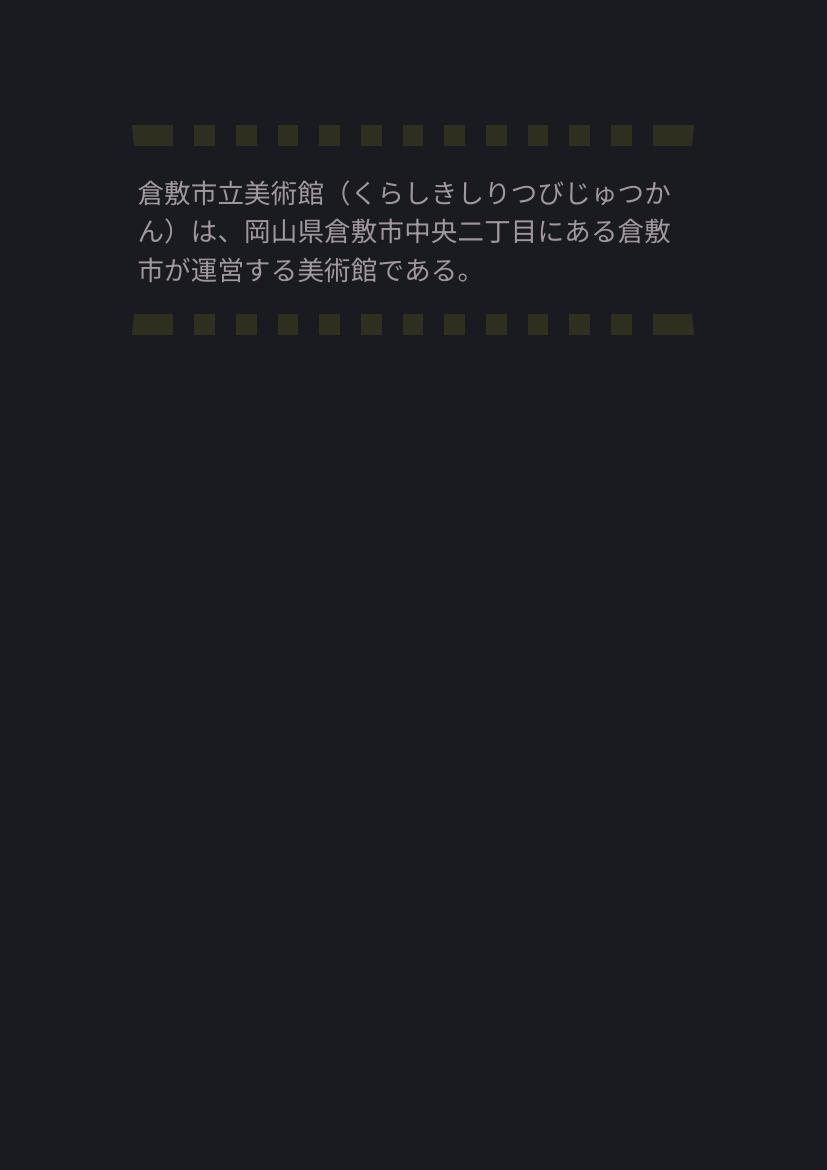 倉敷市立美術館（くらしきしりつびじゅつか
ん）は、岡山県倉敷市中央二丁目にある倉敷
市が運営する美術館である。